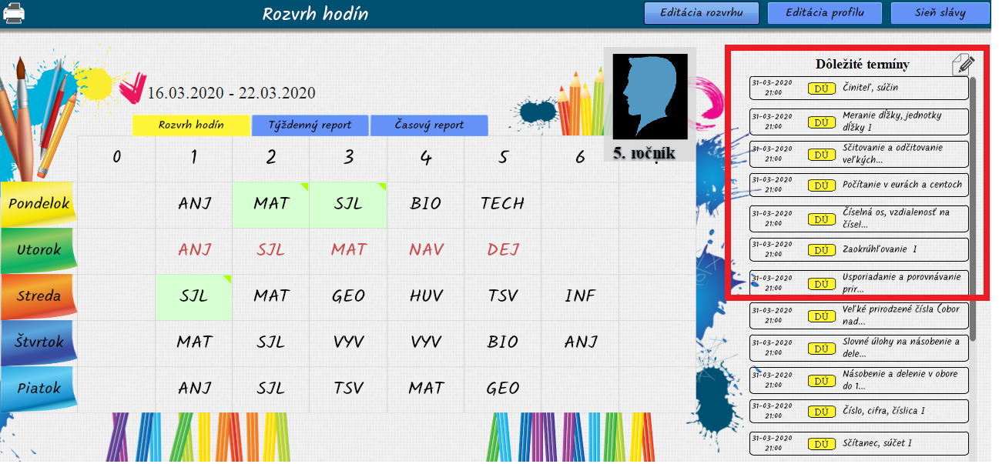 Rozvrh hodín
Editácia rozvrhu
Editácia profilu
Sieň slávy
16.03.2020 - 22.03.2020
Rozvrh hodín
Týždenný report
Časový report
5. ročník
0 1 2 3 4 5 6
Pondelok ANJ MAT SJL BIO TECH
Utorok ANJ SJL MAT NAV DEJ
Streda SJL MAT GEO HUV TSV INF
Štvrtok MAT SJL VYV VYV BIO ANJ
Piatok ANJ SJL TSV MAT GEO
Dôležité termíny
31-03-2020
21:00
DÚ
Činiteľ, súčin
31-03-2020
21:00
DÚ
Meranie dĺžky, jednotky
dĺžky I
31-03-2020
21:00
DÚ
Sčitovanie a odčitovanie
veľkých...
31-03-2020
21:00
DÚ
Počítanie v eurách a centoch
31-03-2020
21:00
DÚ
Číselná os, vzdialenosť na
čísel...
31-03-2020
21:00
DÚ
Zaokrúhľovanie I
31-03-2020
21:00
DÚ
Usporiadanie a porovnávanie
prir...
31-03-2020
21:00
DÚ
Veľké prirodzené čísla (obor
nad...
31-03-2020
21:00
DÚ
Slovné úlohy na násobenie a
dele...
31-03-2020
21:00
DÚ
Násobenie a delenie v obore
do 1...
31-03-2020
21:00
DÚ
Číslo, cifra, číslica I
31-03-2020
21:00
DÚ
Sčítanec, súčet I